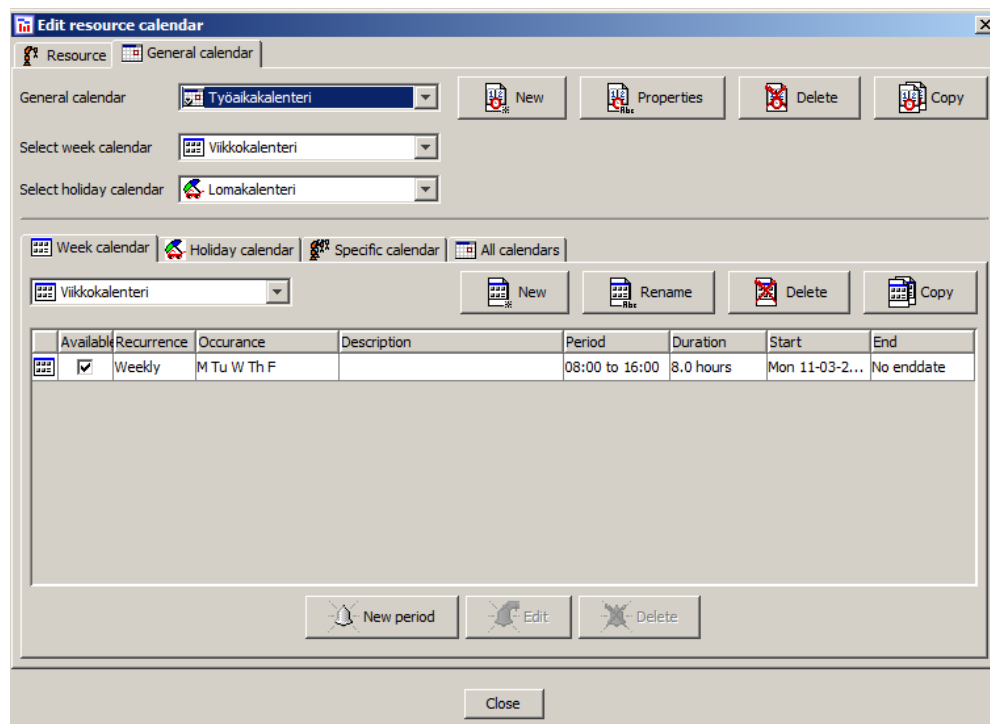 Edit resource calendar
Resource General calendar
General calendar Työaikakalenteri New Properties Delete Copy
Select week calendar Viikkokalenteri
Select holiday calendar Lomakalenteri
Week calendar Holiday calendar Specific calendar All calendars
Viikkokalenteri New Rename Delete Copy
Available Recurrence Occurance Description Period Duration Start End
Weekly M Tu W Th F 08:00 to 16:00 8.0 hours Mon 11-03-2... No enddate
New period Edit Delete
Close